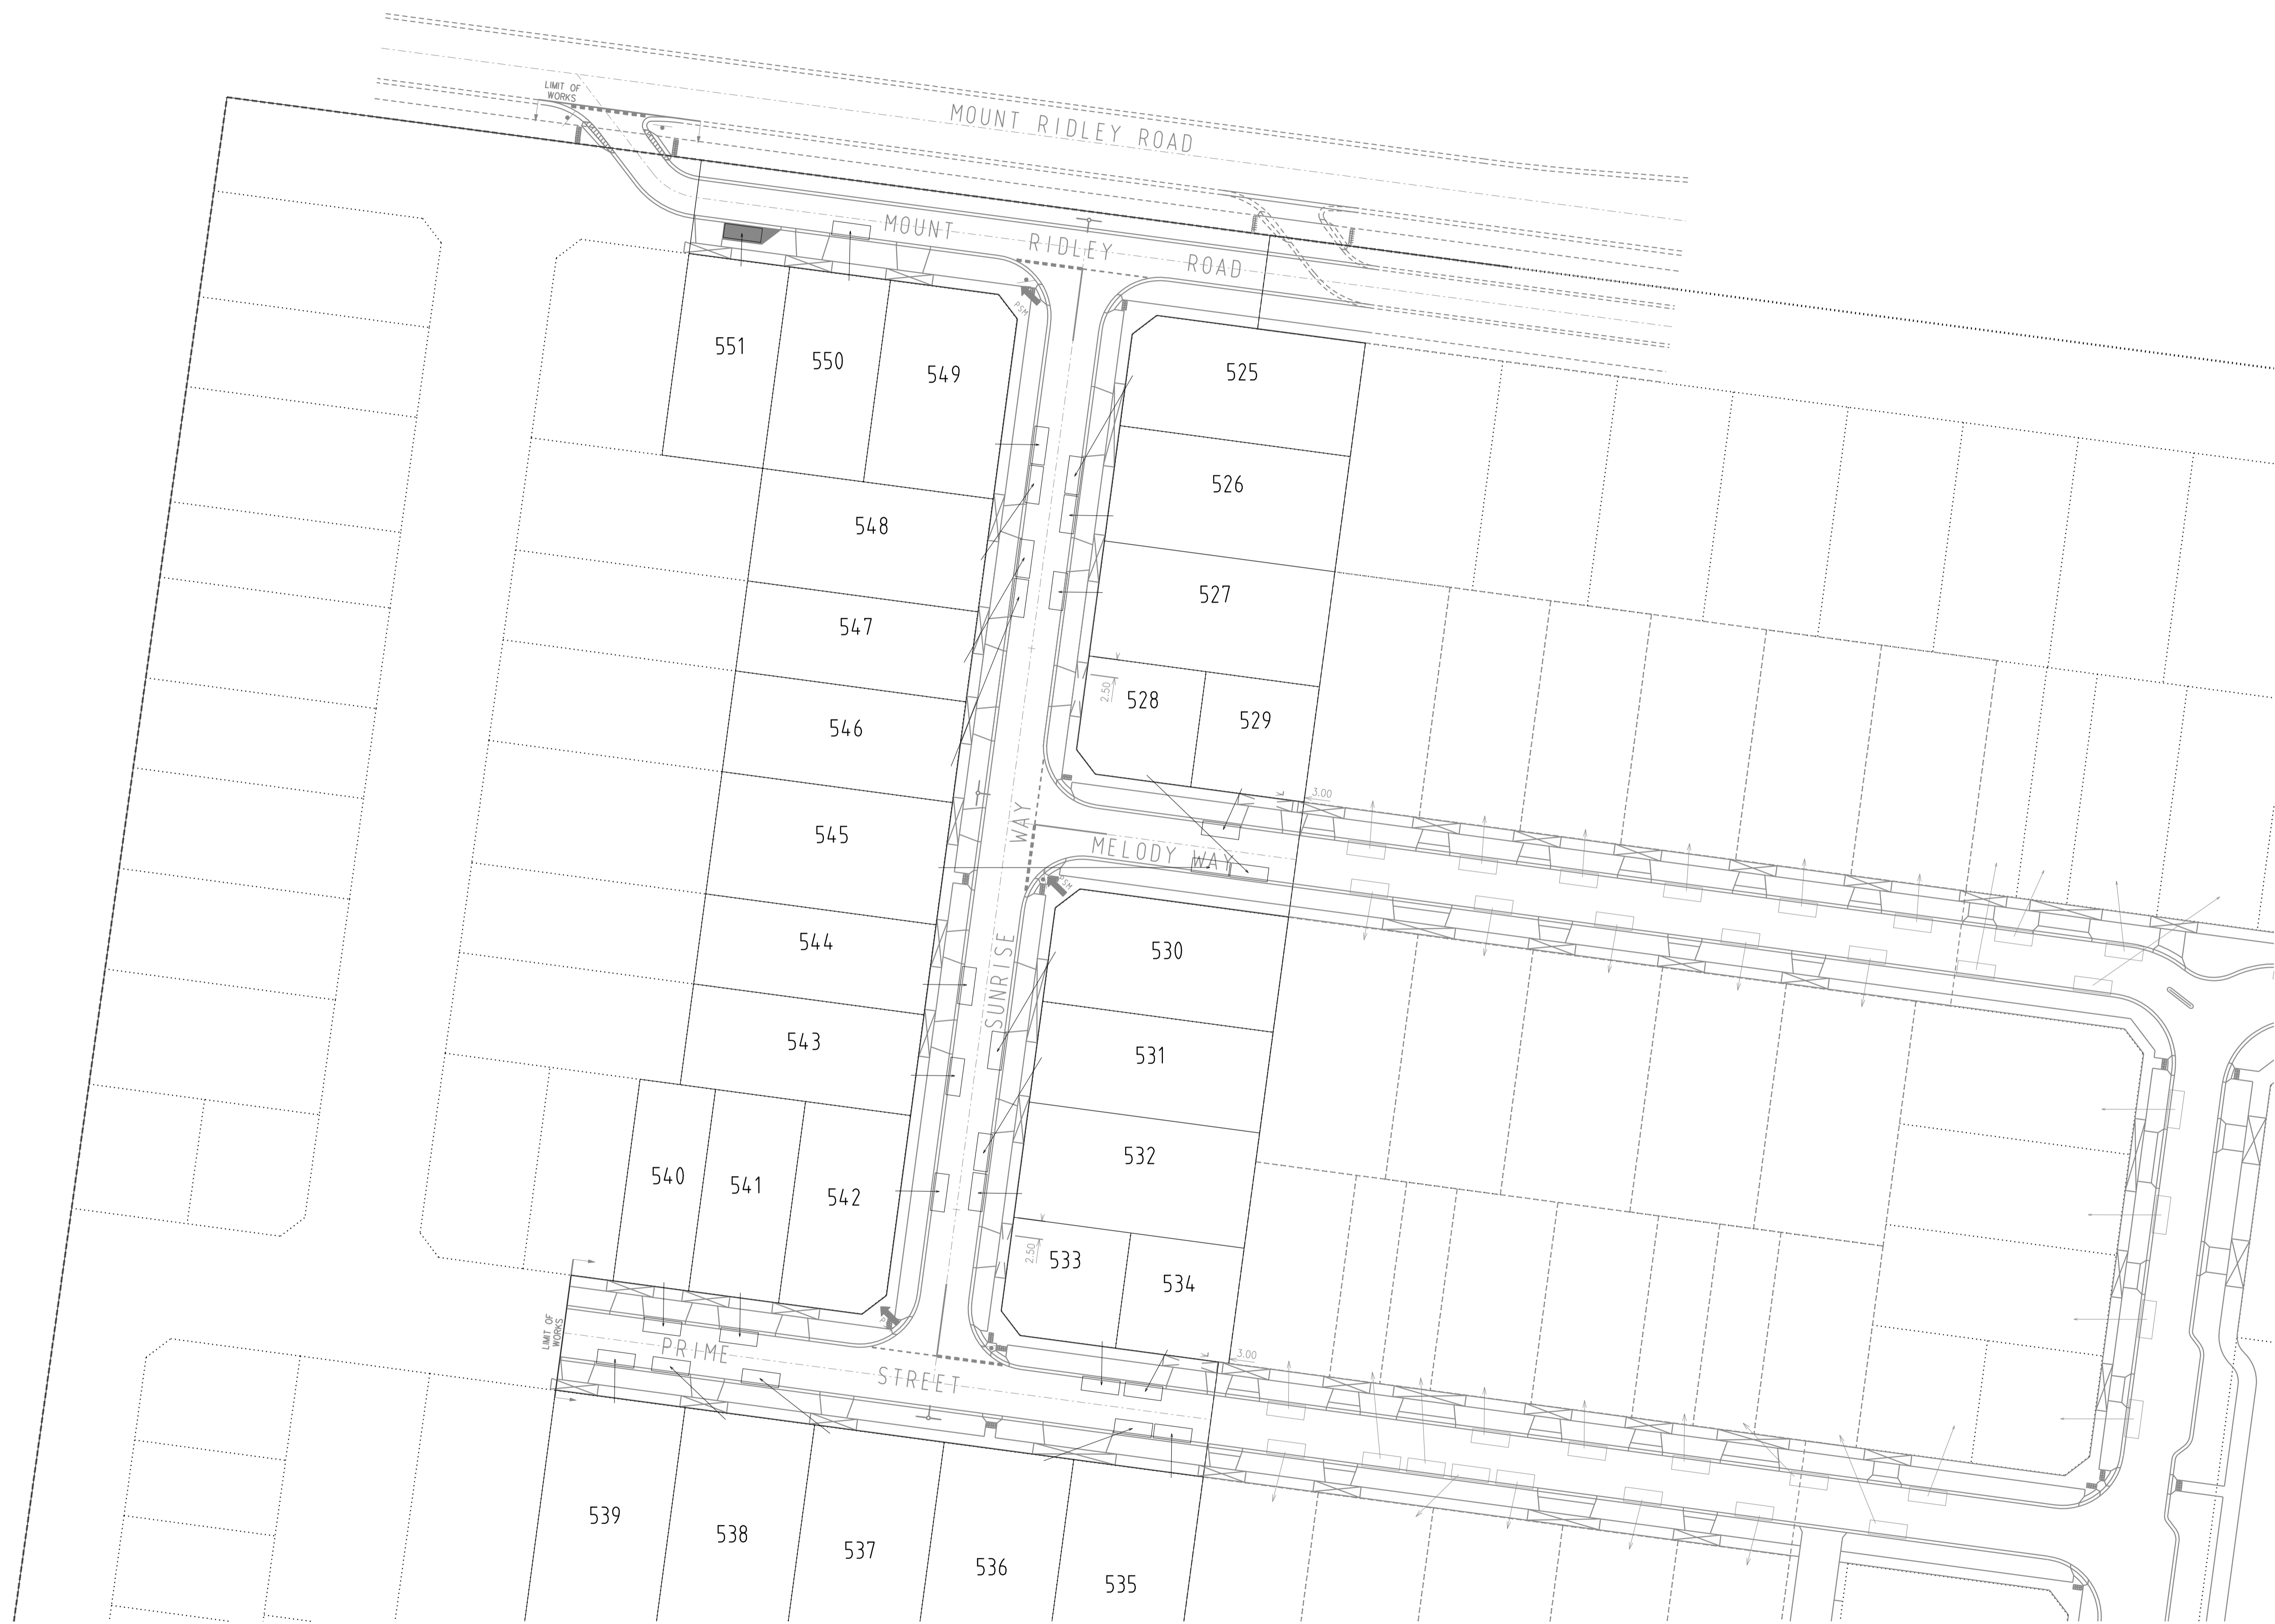 LIMIT OF
WORKS
MOUNT RIDLEY ROAD
MOUNT RIDLEY ROAD
PSM
551
550
549
525
526
548
527
547
2.50
528
529
546
3.00
545
SUNRISE WAY
MELODY WAY
PSM
544
530
543
531
532
540
541
542
2.50
533
534
LIMIT OF
WORKS
PRIME STREET
3.00
539
538
537
536
535